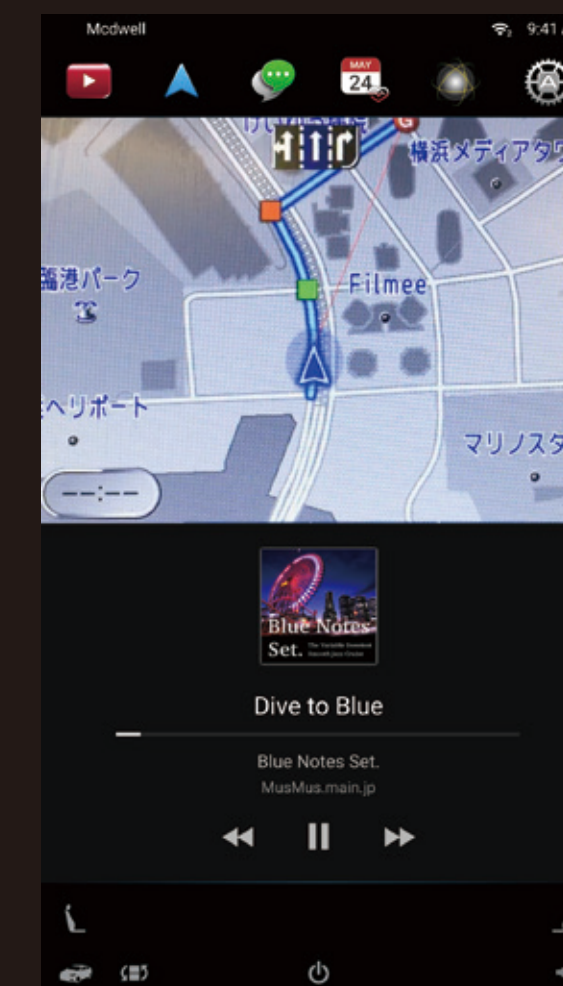 Mcdwell 9:41
MAY
24
G
横浜メディアタワ
臨港パーク
Filmee
ヘリポート
マリノスタ
--:--
Blue Notes
Set.
Dive to Blue
Blue Notes Set.
MusMus.main.jp